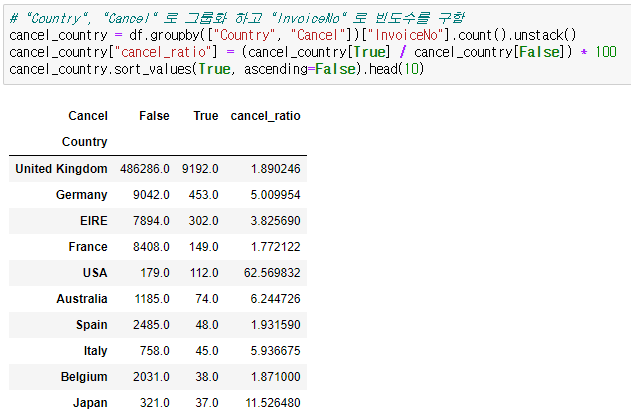 # "Country", "Cancel" 로 그룹화 하고 "InvoiceNo" 로 빈도수를 구함
cancel_country = df.groupby(["Country", "Cancel"])["InvoiceNo"].count().unstack()
cancel_country["cancel_ratio"] = (cancel_country[True] / cancel_country[False]) * 100
cancel_country.sort_values(True, ascending=False).head(10)
Cancel False True cancel_ratio
Country
United Kingdom 486286.0 9192.0 1.890246
Germany 9042.0 453.0 5.009954
EIRE 7894.0 302.0 3.825690
France 8408.0 149.0 1.772122
USA 179.0 112.0 62.569832
Australia 1185.0 74.0 6.244726
Spain 2485.0 48.0 1.931590
Italy 758.0 45.0 5.936675
Belgium 2031.0 38.0 1.871000
Japan 321.0 37.0 11.526480